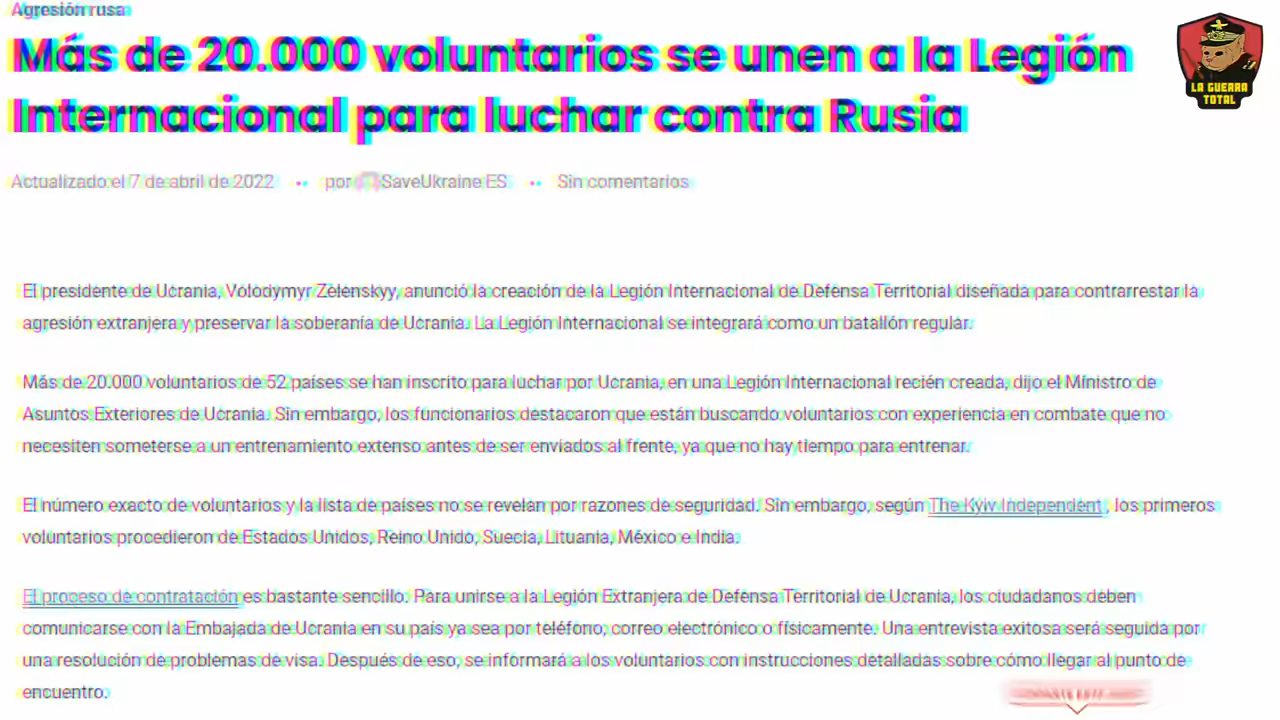 Agresión rusa
Más de 20.000 voluntarios se unen a la Legión
Internacional para luchar contra Rusia
LA GUERRA
TOTAL
Actualizado el 7 de abril de 2022 •• por SaveUkraine ES •• Sin comentarios
El presidente de Ucrania, Volodymyr Zelenskyy, anunció la creación de la Legión Internacional de Defensa Territorial diseñada para contrarrestar la
agresión extranjera y preservar la soberanía de Ucrania. La Legión Internacional se integrará como un batallón regular.
Más de 20.000 voluntarios de 52 países se han inscrito para luchar por Ucrania, en una Legión Internacional recién creada, dijo el Ministro de
Asuntos Exteriores de Ucrania. Sin embargo, los funcionarios destacaron que están buscando voluntarios con experiencia en combate que no
necesiten someterse a un entrenamiento extenso antes de ser enviados al frente, ya que no hay tiempo para entrenar.
El número exacto de voluntarios y la lista de países no se revelan por razones de seguridad. Sin embargo, según The Kyiv Independent , los primeros
voluntarios procedieron de Estados Unidos, Reino Unido, Suecia, Lituania, México e India.
El proceso de contratación es bastante sencillo. Para unirse a la Legión Extranjera de Defensa Territorial de Ucrania, los ciudadanos deben
comunicarse con la Embajada de Ucrania en su país ya sea por teléfono, correo electrónico o físicamente. Una entrevista exitosa será seguida por
una resolución de problemas de visa. Después de eso, se informará a los voluntarios con instrucciones detalladas sobre cómo llegar al punto de
encuentro.